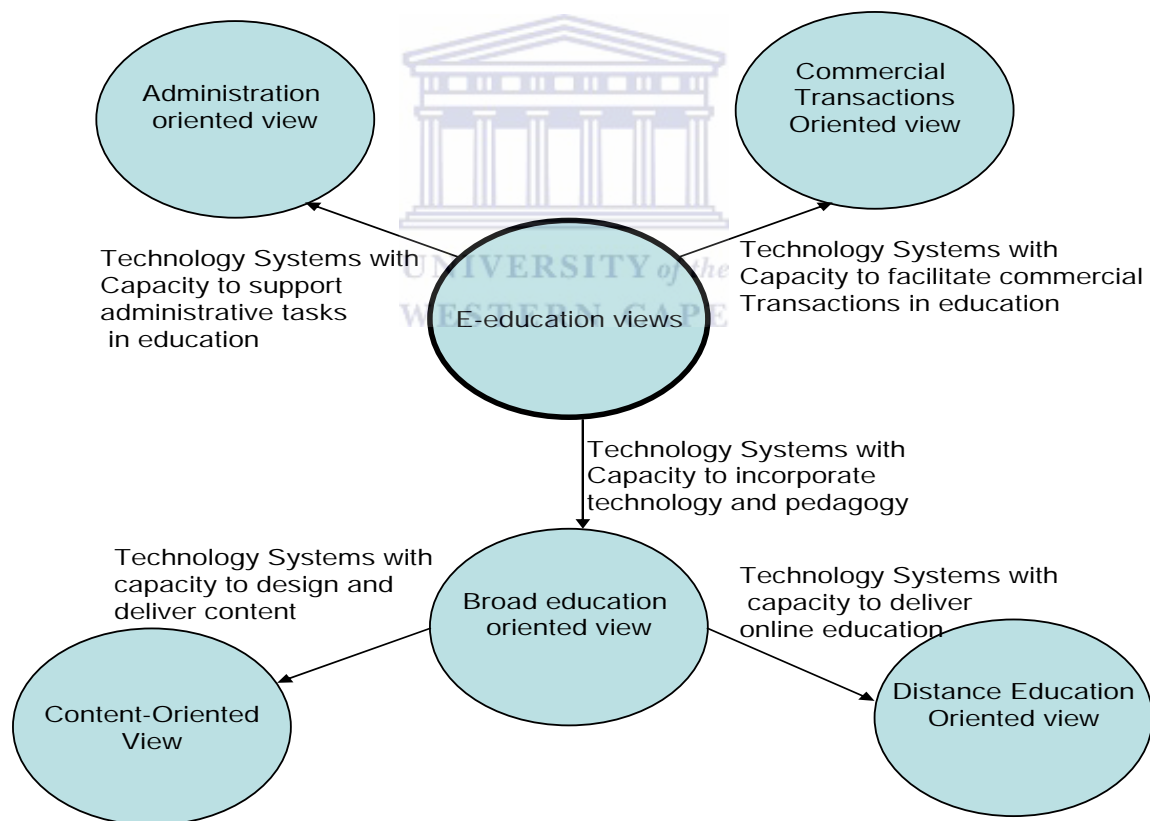 Administration
oriented view
Commercial
Transactions
Oriented view
Technology Systems with
Capacity to support
administrative tasks
in education
Technology Systems with
Capacity to facilitate commercial
Transactions in education
UNIVERSITY of the
WESTERN CAPE
E-education views
Technology Systems with
Capacity to incorporate
technology and pedagogy
Technology Systems with
capacity to design and
deliver content
Broad education
oriented view
Technology Systems with
capacity to deliver
online education
Content-Oriented
View
Distance Education
Oriented view